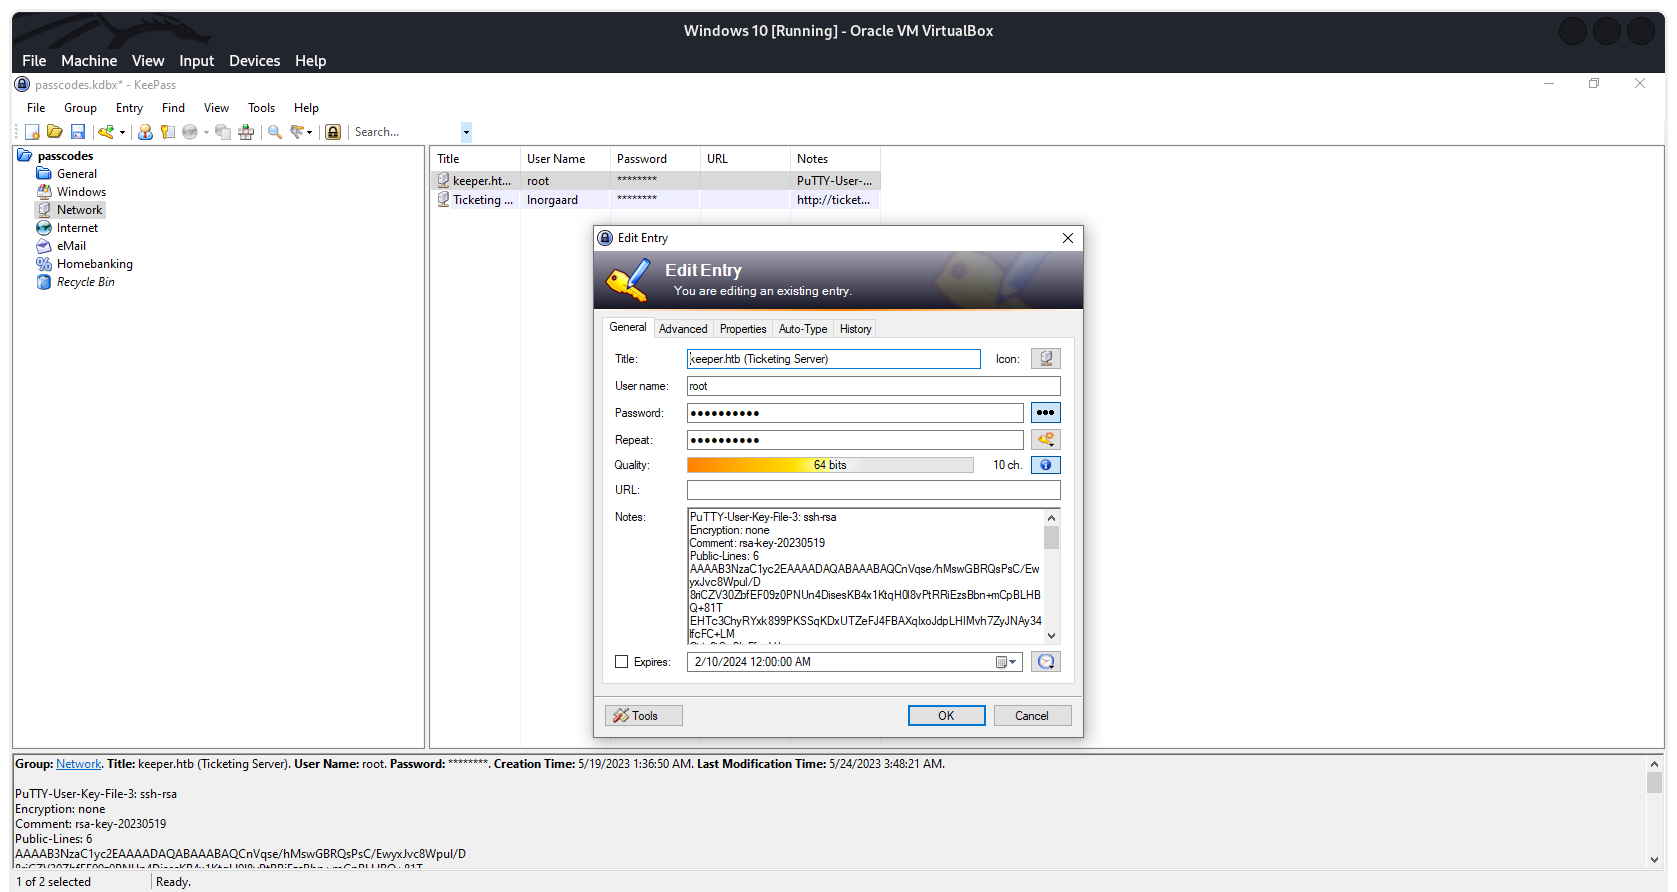 Windows 10 [Running] - Oracle VM VirtualBox
File Machine View Input Devices Help
passcodes.kdbx* - KeePass
File Group Entry Find View Tools Help
Search...
passcodes
General
Windows
Network
Internet
eMail
Homebanking
Recycle Bin
Title User Name Password URL Notes
keeper.ht... root ******** PuTTY-User-...
Ticketing ... lnorgaard ******** http://ticket...
Edit Entry
Edit Entry
You are editing an existing entry.
General Advanced Properties Auto-Type History
Title: keeper.htb (Ticketing Server) Icon:
User name: root
Password: ●●●●●●●●●●
Repeat: ●●●●●●●●●●
Quality: 64 bits 10 ch.
URL:
Notes: PuTTY-User-Key-File-3: ssh-rsa
Encryption: none
Comment: rsa-key-20230519
Public-Lines: 6
AAAAB3NzaC1yc2EAAAADAQABAAABAQCnVqse/hMswGBRQsPsC/Ew
yxJvc8Wpul/D
8riCZV30ZbfEF09z0PNUn4DisesKB4x1KtqH0l8vPtRRiEzsBbn+mCpBLHB
Q+81T
EHTc3ChyRYxk899PKSSqKDxUTZeFJ4FBAXqIxoJdpLHIMvh7ZyJNAy34
lfcFC+LM
Expires: 2/10/2024 12:00:00 AM
Tools OK Cancel
Group: Network. Title: keeper.htb (Ticketing Server). User Name: root. Password: ********. Creation Time: 5/19/2023 1:36:50 AM. Last Modification Time: 5/24/2023 3:48:21 AM.
PuTTY-User-Key-File-3: ssh-rsa
Encryption: none
Comment: rsa-key-20230519
Public-Lines: 6
AAAAB3NzaC1yc2EAAAADAQABAAABAQCnVqse/hMswGBRQsPsC/EwyxJvc8Wpul/D
8riCZV30ZbfEF09z0PNUn4DisesKB4x1KtqH0l8vPtRRiEzsBbn+mCpBLHBQ+81T
1 of 2 selected Ready.